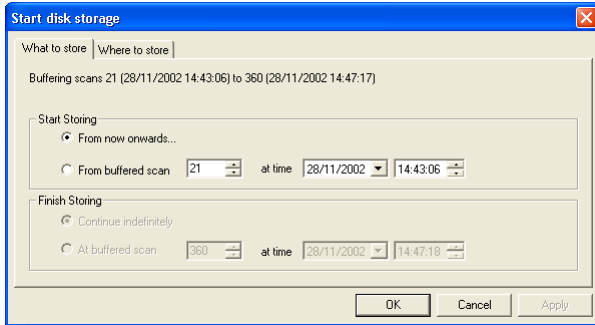 Start disk storage
What to store Where to store
Buffering scans 21 (28/11/2002 14:43:06) to 360 (28/11/2002 14:47:17)
Start Storing
From now onwards...
From buffered scan 21 at time 28/11/2002 14:43:06
Finish Storing
Continue indefinitely
At buffered scan 360 at time 28/11/2002 14:47:18
OK Cancel Apply